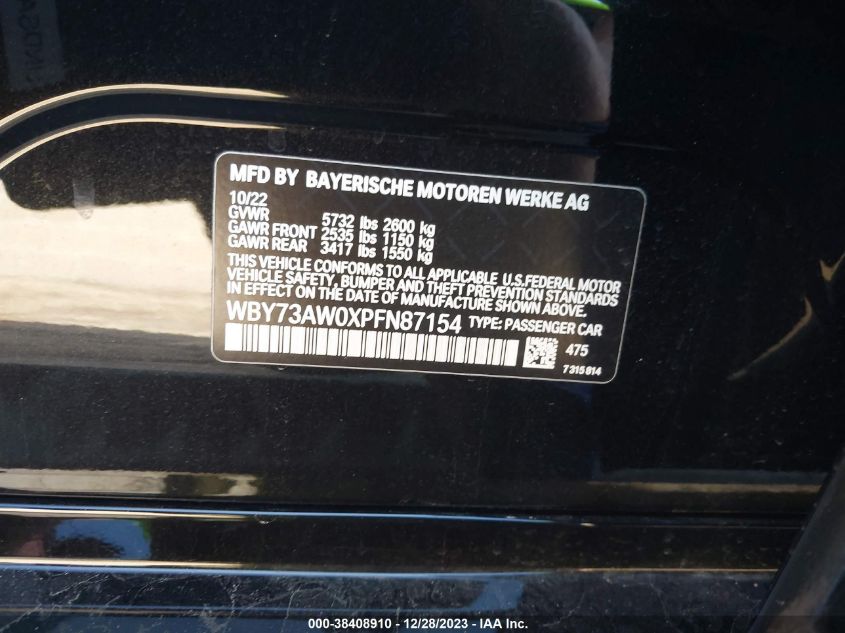 MFD BY BAYERISCHE MOTOREN WERKE AG
10/22
GVWR 5732 lbs 2600 kg
GAWR FRONT 2535 lbs 1150 kg
GAWR REAR 3417 lbs 1550 kg
THIS VEHICLE CONFORMS TO ALL APPLICABLE U.S.FEDERAL MOTOR
VEHICLE SAFETY, BUMPER AND THEFT PREVENTION STANDARDS
IN EFFECT ON THE DATE OF MANUFACTURE SHOWN ABOVE.
WBY73AW0XPFN87154 TYPE: PASSENGER CAR
475
7315814
000-38408910 - 12/28/2023 - IAA Inc.